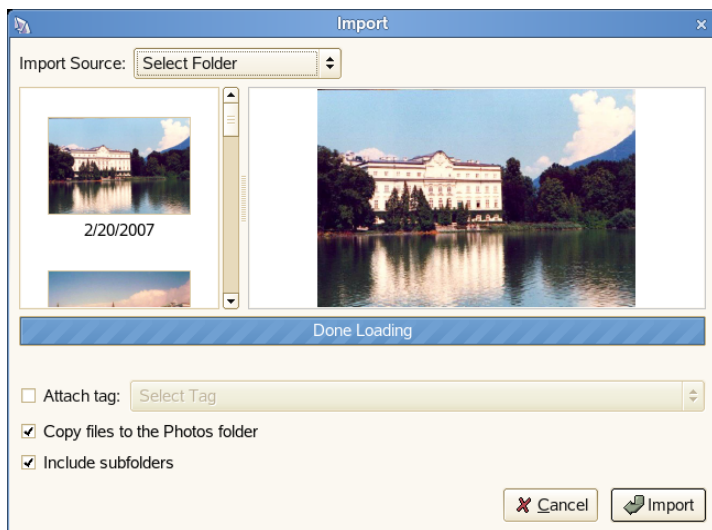 Import
Import Source: Select Folder
2/20/2007
Done Loading
Attach tag: Select Tag
Copy files to the Photos folder
Include subfolders
Cancel Import